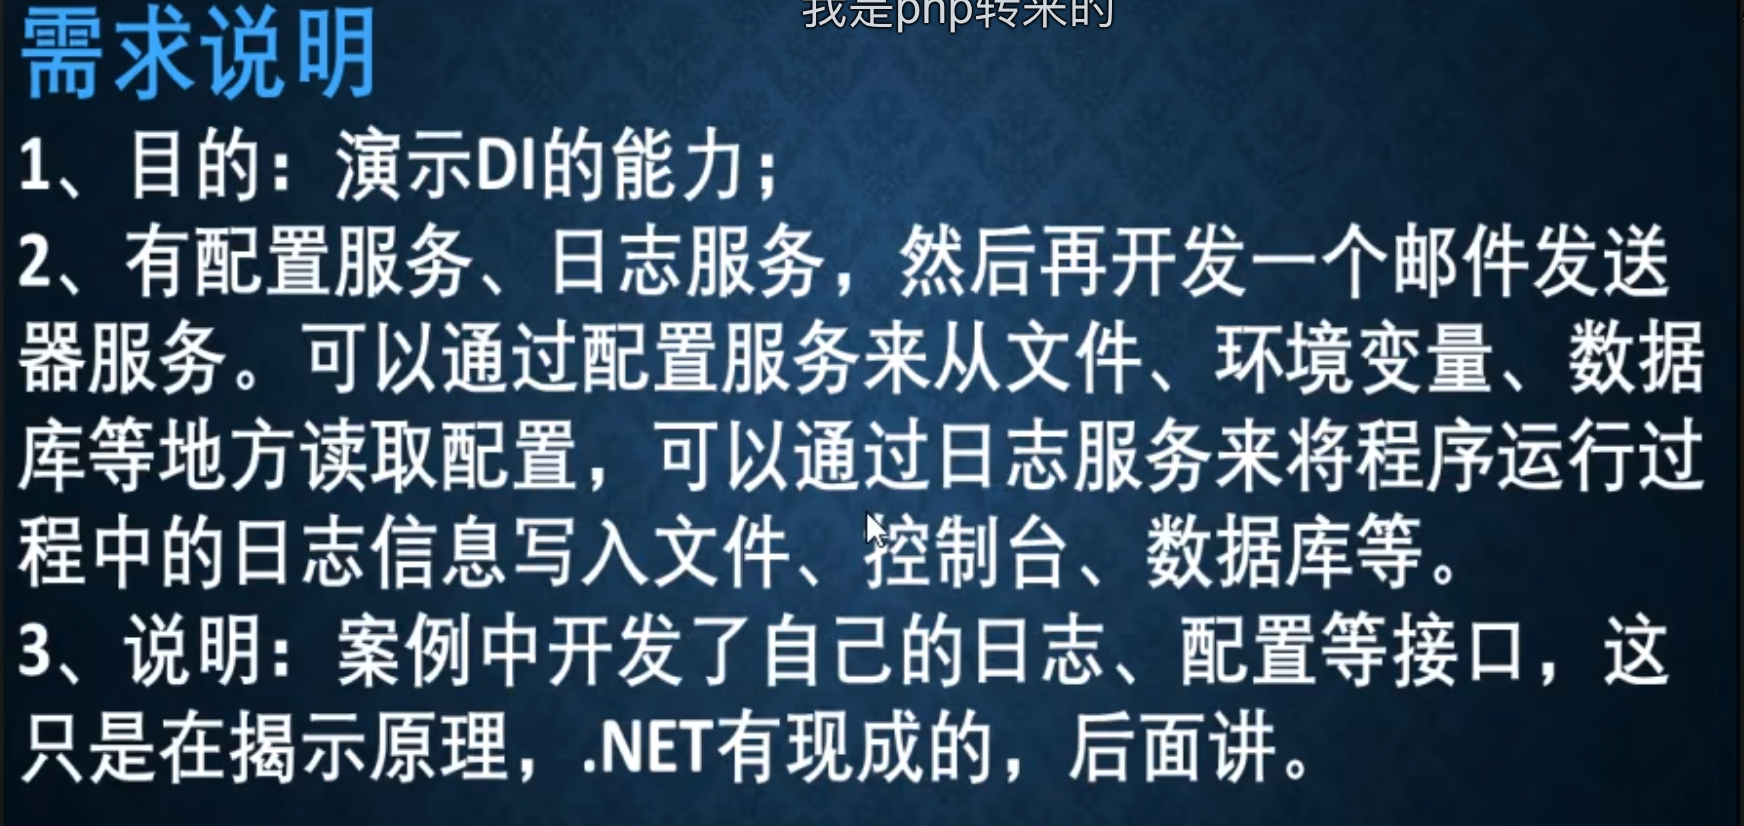 我是php转来的
需求说明
1、目的：演示DI的能力；
2、有配置服务、日志服务，然后再开发一个邮件发送
器服务。可以通过配置服务来从文件、环境变量、数据
库等地方读取配置，可以通过日志服务来将程序运行过
程中的日志信息写入文件、控制台、数据库等。
3、说明：案例中开发了自己的日志、配置等接口，这
只是在揭示原理，.NET有现成的，后面讲。